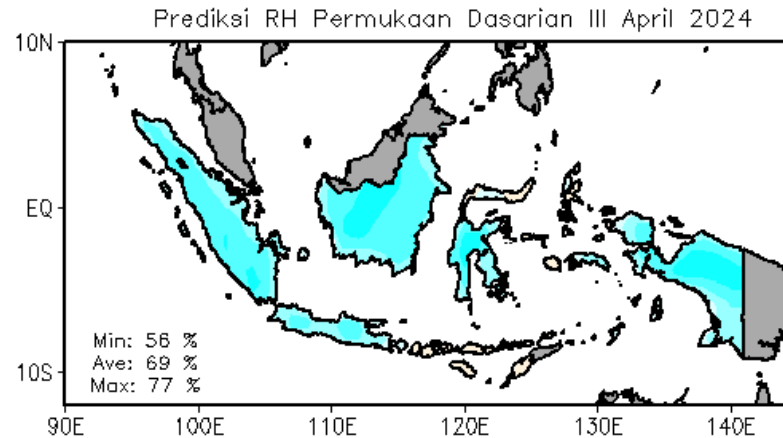 Prediksi RH Permukaan Dasarian III April 2024
10N
EQ
10S
Min: 56 %
Ave: 69 %
Max: 77 %
90E 100E 110E 120E 130E 140E